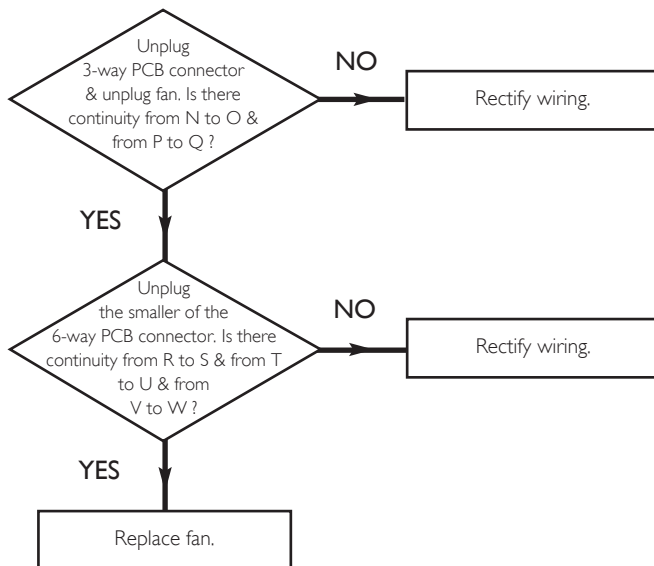 Unplug
3-way PCB connector
& unplug fan. Is there
continuity from N to O &
from P to Q ?
NO
Rectify wiring.
YES
Unplug
the smaller of the
6-way PCB connector. Is there
continuity from R to S & from T
to U & from
V to W ?
NO
Rectify wiring.
YES
Replace fan.